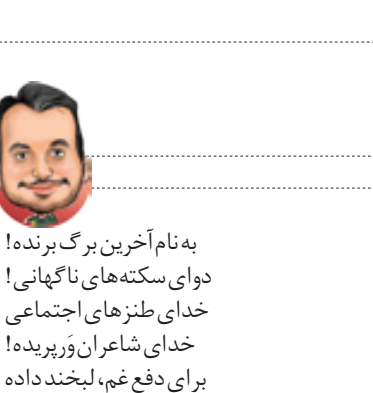 به نام آخرین برگ برنده!
دوای سکته‌های ناگهانی!
خدای طنزهای اجتماعی
خدای شاعران وَرپریده!
برای دفع غم، لبخند داده